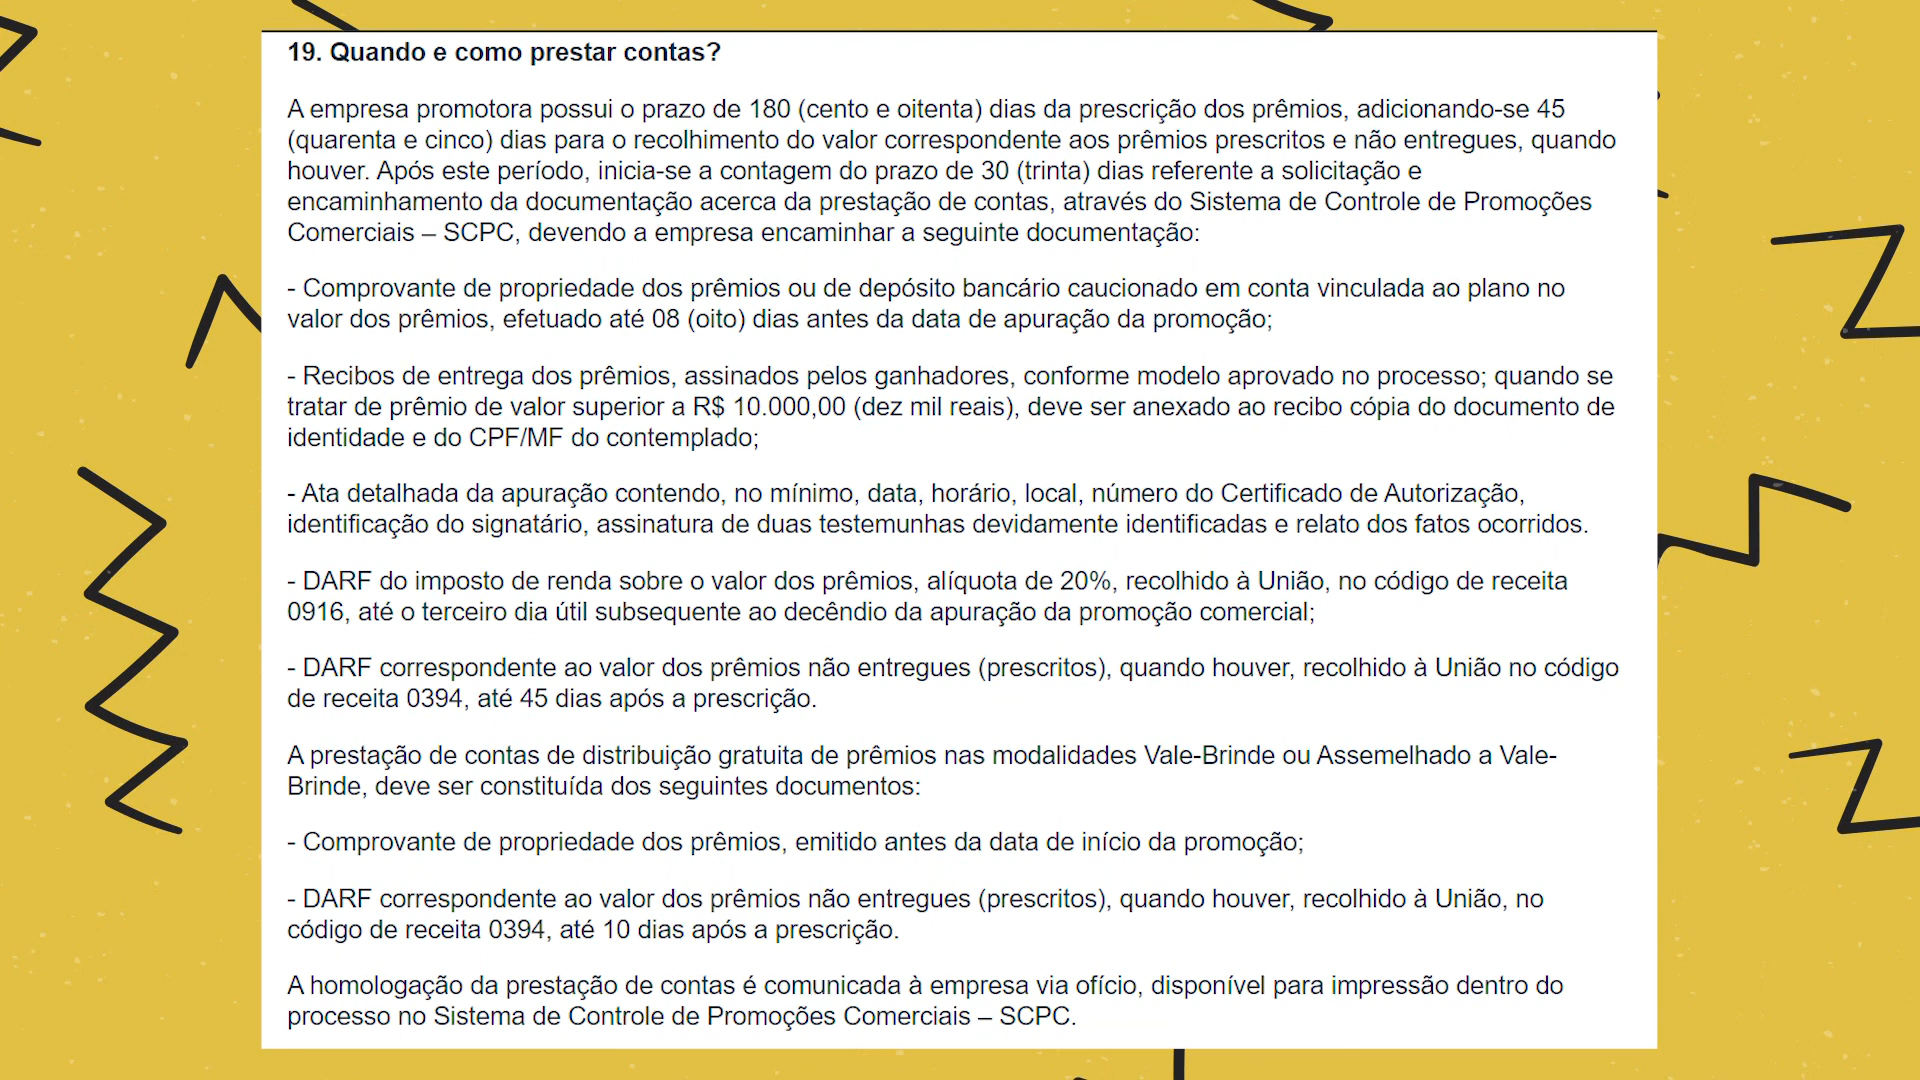 19. Quando e como prestar contas?
A empresa promotora possui o prazo de 180 (cento e oitenta) dias da prescrição dos prêmios, adicionando-se 45
(quarenta e cinco) dias para o recolhimento do valor correspondente aos prêmios prescritos e não entregues, quando
houver. Após este período, inicia-se a contagem do prazo de 30 (trinta) dias referente a solicitação e
encaminhamento da documentação acerca da prestação de contas, através do Sistema de Controle de Promoções
Comerciais – SCPC, devendo a empresa encaminhar a seguinte documentação:
- Comprovante de propriedade dos prêmios ou de depósito bancário caucionado em conta vinculada ao plano no
valor dos prêmios, efetuado até 08 (oito) dias antes da data de apuração da promoção;
- Recibos de entrega dos prêmios, assinados pelos ganhadores, conforme modelo aprovado no processo; quando se
tratar de prêmio de valor superior a R$ 10.000,00 (dez mil reais), deve ser anexado ao recibo cópia do documento de
identidade e do CPF/MF do contemplado;
- Ata detalhada da apuração contendo, no mínimo, data, horário, local, número do Certificado de Autorização,
identificação do signatário, assinatura de duas testemunhas devidamente identificadas e relato dos fatos ocorridos.
- DARF do imposto de renda sobre o valor dos prêmios, alíquota de 20%, recolhido à União, no código de receita
0916, até o terceiro dia útil subsequente ao decêndio da apuração da promoção comercial;
- DARF correspondente ao valor dos prêmios não entregues (prescritos), quando houver, recolhido à União no código
de receita 0394, até 45 dias após a prescrição.
A prestação de contas de distribuição gratuita de prêmios nas modalidades Vale-Brinde ou Assemelhado a Vale-
Brinde, deve ser constituída dos seguintes documentos:
- Comprovante de propriedade dos prêmios, emitido antes da data de início da promoção;
- DARF correspondente ao valor dos prêmios não entregues (prescritos), quando houver, recolhido à União, no
código de receita 0394, até 10 dias após a prescrição.
A homologação da prestação de contas é comunicada à empresa via ofício, disponível para impressão dentro do
processo no Sistema de Controle de Promoções Comerciais – SCPC.